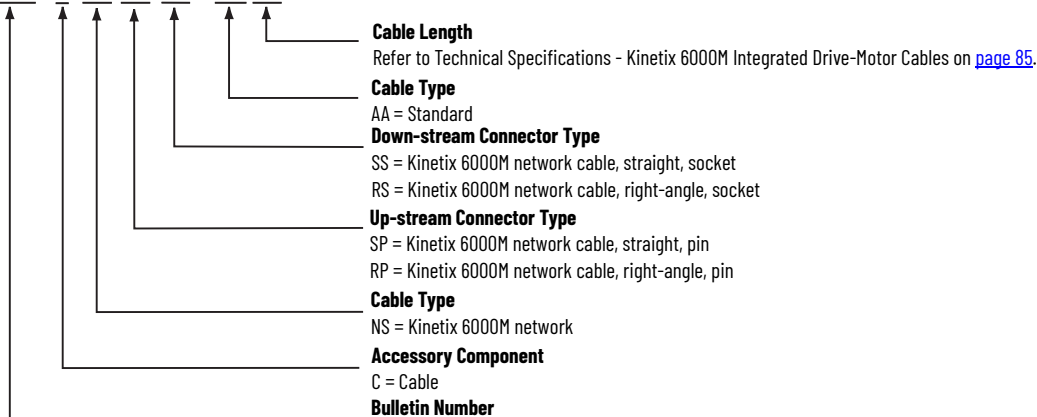 Cable Length
Refer to Technical Specifications - Kinetix 6000M Integrated Drive-Motor Cables on page 85.
Cable Type
AA = Standard
Down-stream Connector Type
SS = Kinetix 6000M network cable, straight, socket
RS = Kinetix 6000M network cable, right-angle, socket
Up-stream Connector Type
SP = Kinetix 6000M network cable, straight, pin
RP = Kinetix 6000M network cable, right-angle, pin
Cable Type
NS = Kinetix 6000M network
Accessory Component
C = Cable
Bulletin Number